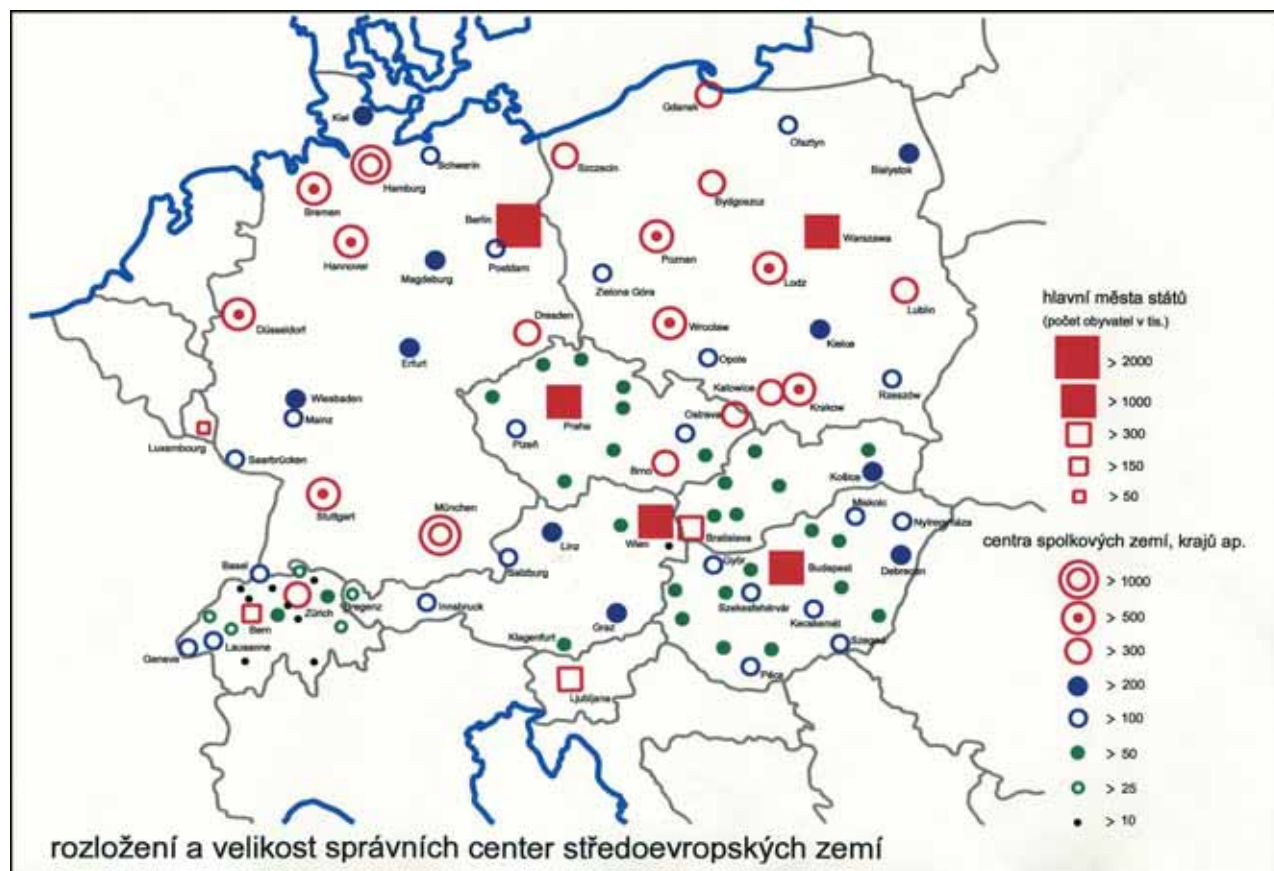 Kiel
Gdansk
Olsztyn
Schwerin
Szczecin
Bialystok
Hamburg
Bremen
Bydgoszcz
Berlin
Warszawa
Hannover
Postdam
Poznan
Magdeburg
Lodz
Zielona Góra
Lublin
Düsseldorf
Dresden
Wroclaw
Kielce
Erfurt
Opole
Katowice
Krakow
Rzeszów
Wiesbaden
Mainz
Praha
Ostrava
Luxembourg
Plzeň
Saarbrücken
Brno
Košice
Stuttgart
München
Miskolc
Nyíregyháza
Linz
Wien
Bratislava
Basel
Salzburg
Györ
Budapest
Debrecen
Zürich
Bregenz
Innsbruck
Szekesfehérvár
Kecskemét
Bern
Graz
Geneve
Lausanne
Klagenfurt
Szeged
Pécs
Ljubljana
hlavní města států
(počet obyvatel v tis.)
> 2000
> 1000
> 300
> 150
> 50
centra spolkových zemí, krajů ap.
> 1000
> 500
> 300
> 200
> 100
> 50
> 25
> 10
rozložení a velikost správních center středoevropských zemí